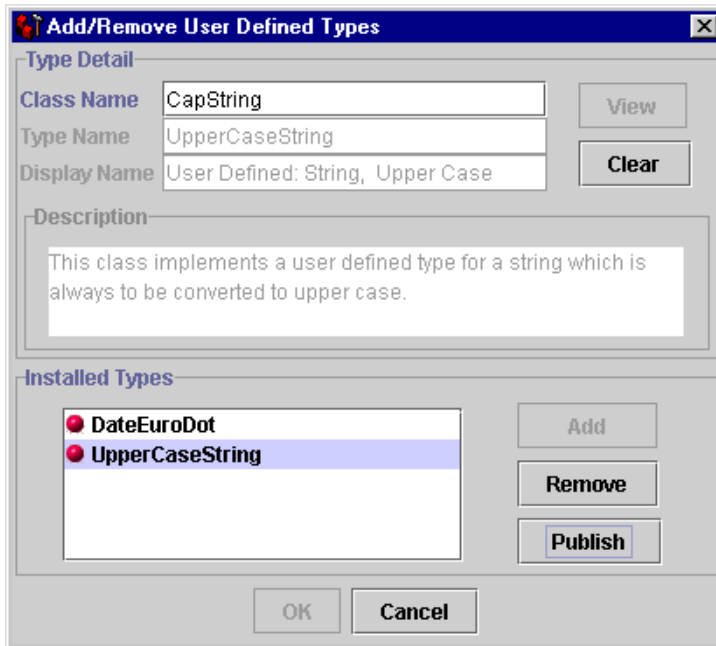 Add/Remove User Defined Types
Type Detail
Class Name CapString
View
Type Name UpperCaseString
Clear
Display Name User Defined: String,  Upper Case
Description
This class implements a user defined type for a string which is
always to be converted to upper case.
Installed Types
DateEuroDot
Add
UpperCaseString
Remove
Publish
OK Cancel